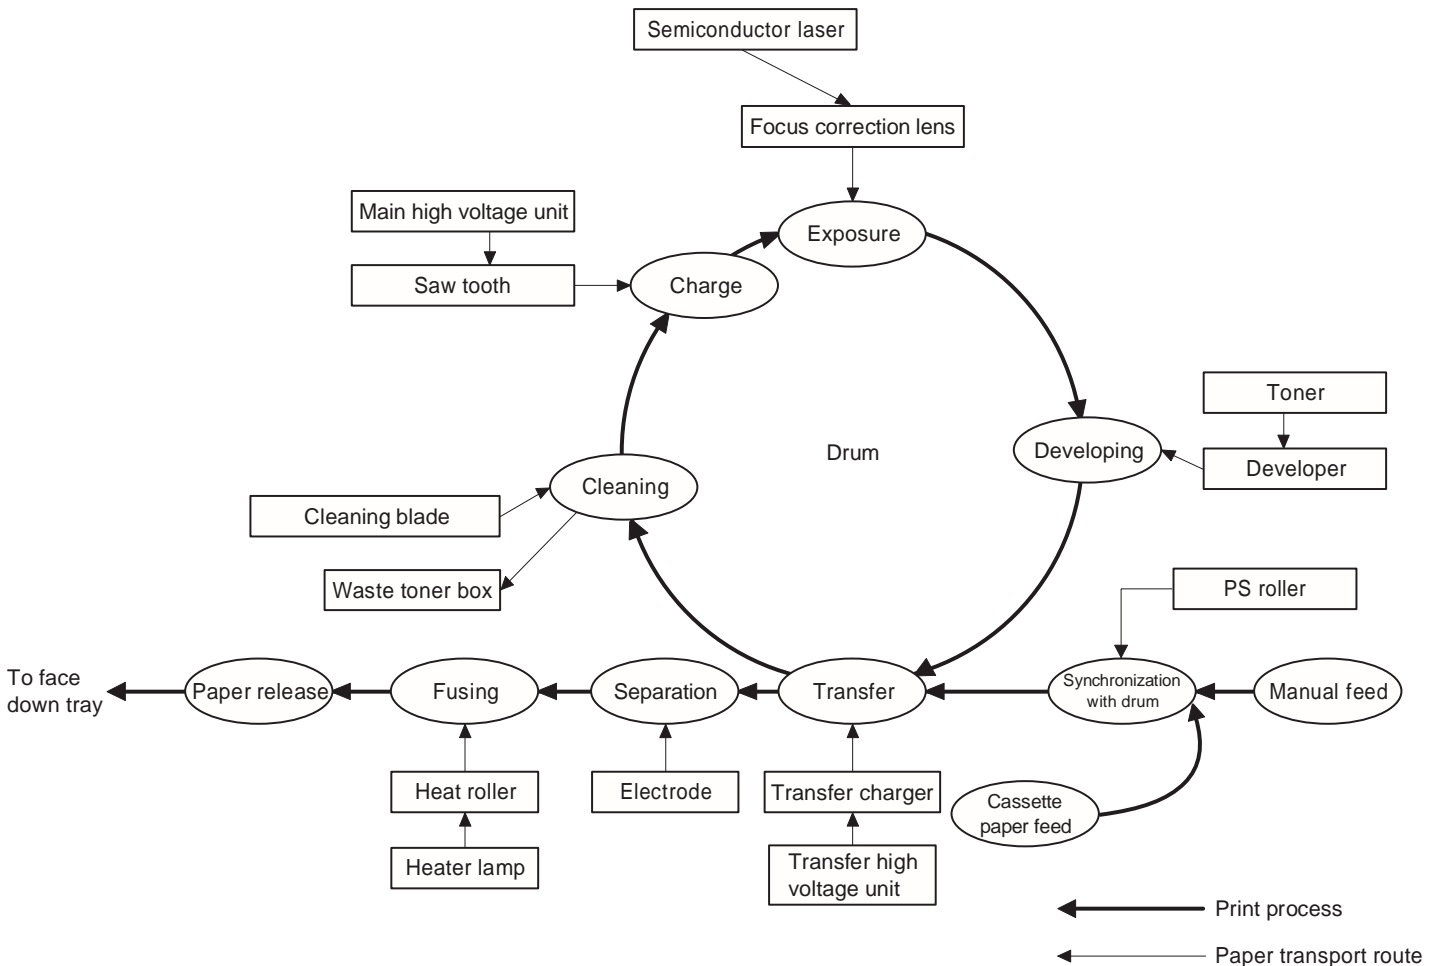 Semiconductor laser
Focus correction lens
Main high voltage unit
Exposure
Saw tooth
Charge
Toner
Drum
Developing
Developer
Cleaning
Cleaning blade
Waste toner box
PS roller
To face
down tray
Paper release
Fusing
Separation
Transfer
Synchronization
with drum
Manual feed
Heat roller
Electrode
Transfer charger
Cassette
paper feed
Heater lamp
Transfer high
voltage unit
Print process
Paper transport route